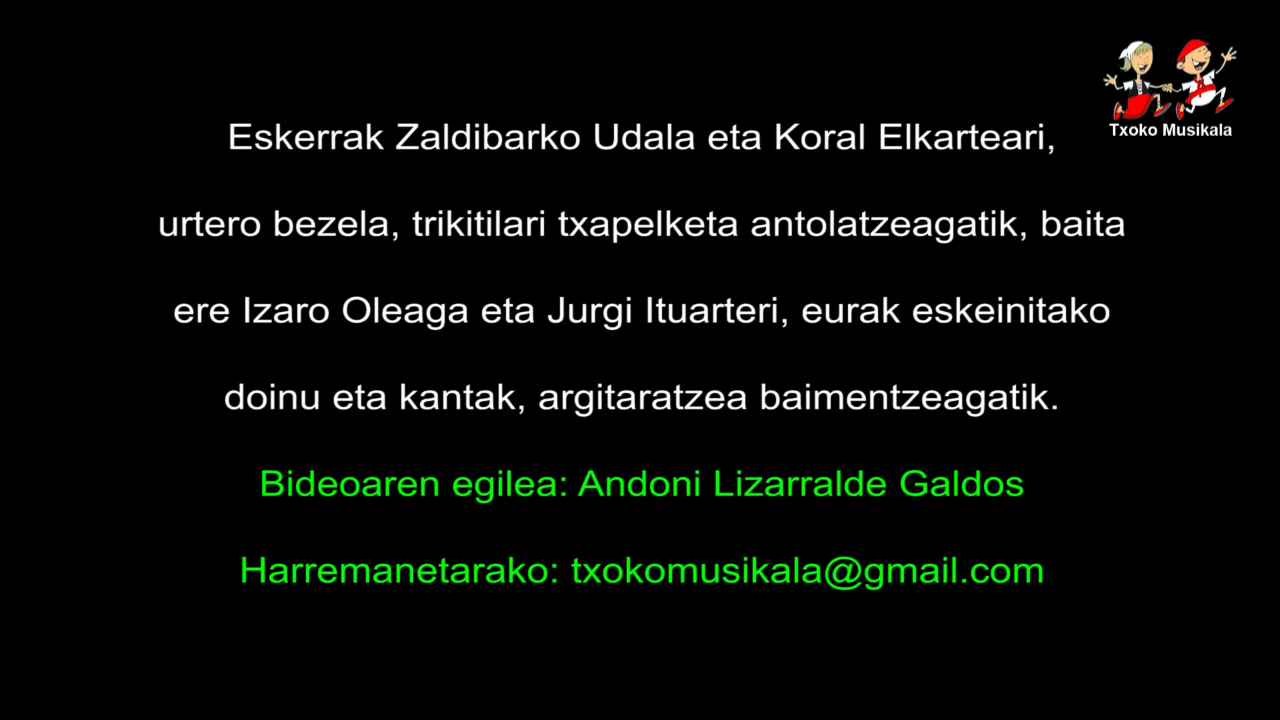 Txoko Musikala
Eskerrak Zaldibarko Udala eta Koral Elkarteari,
urtero bezela, trikitilari txapelketa antolatzeagatik, baita
ere Izaro Oleaga eta Jurgi Ituarteri, eurak eskeinitako
doinu eta kantak, argitaratzea baimentzeagatik.
Bideoaren egilea: Andoni Lizarralde Galdos
Harremanetarako: txokomusikala@gmail.com